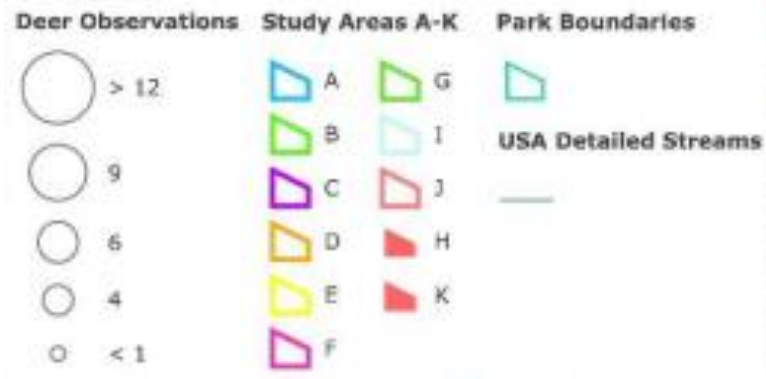 Deer Observations
> 12
9
6
4
< 1
Study Areas A-K
A
B
C
D
E
F
G
I
J
H
K
Park Boundaries
USA Detailed Streams